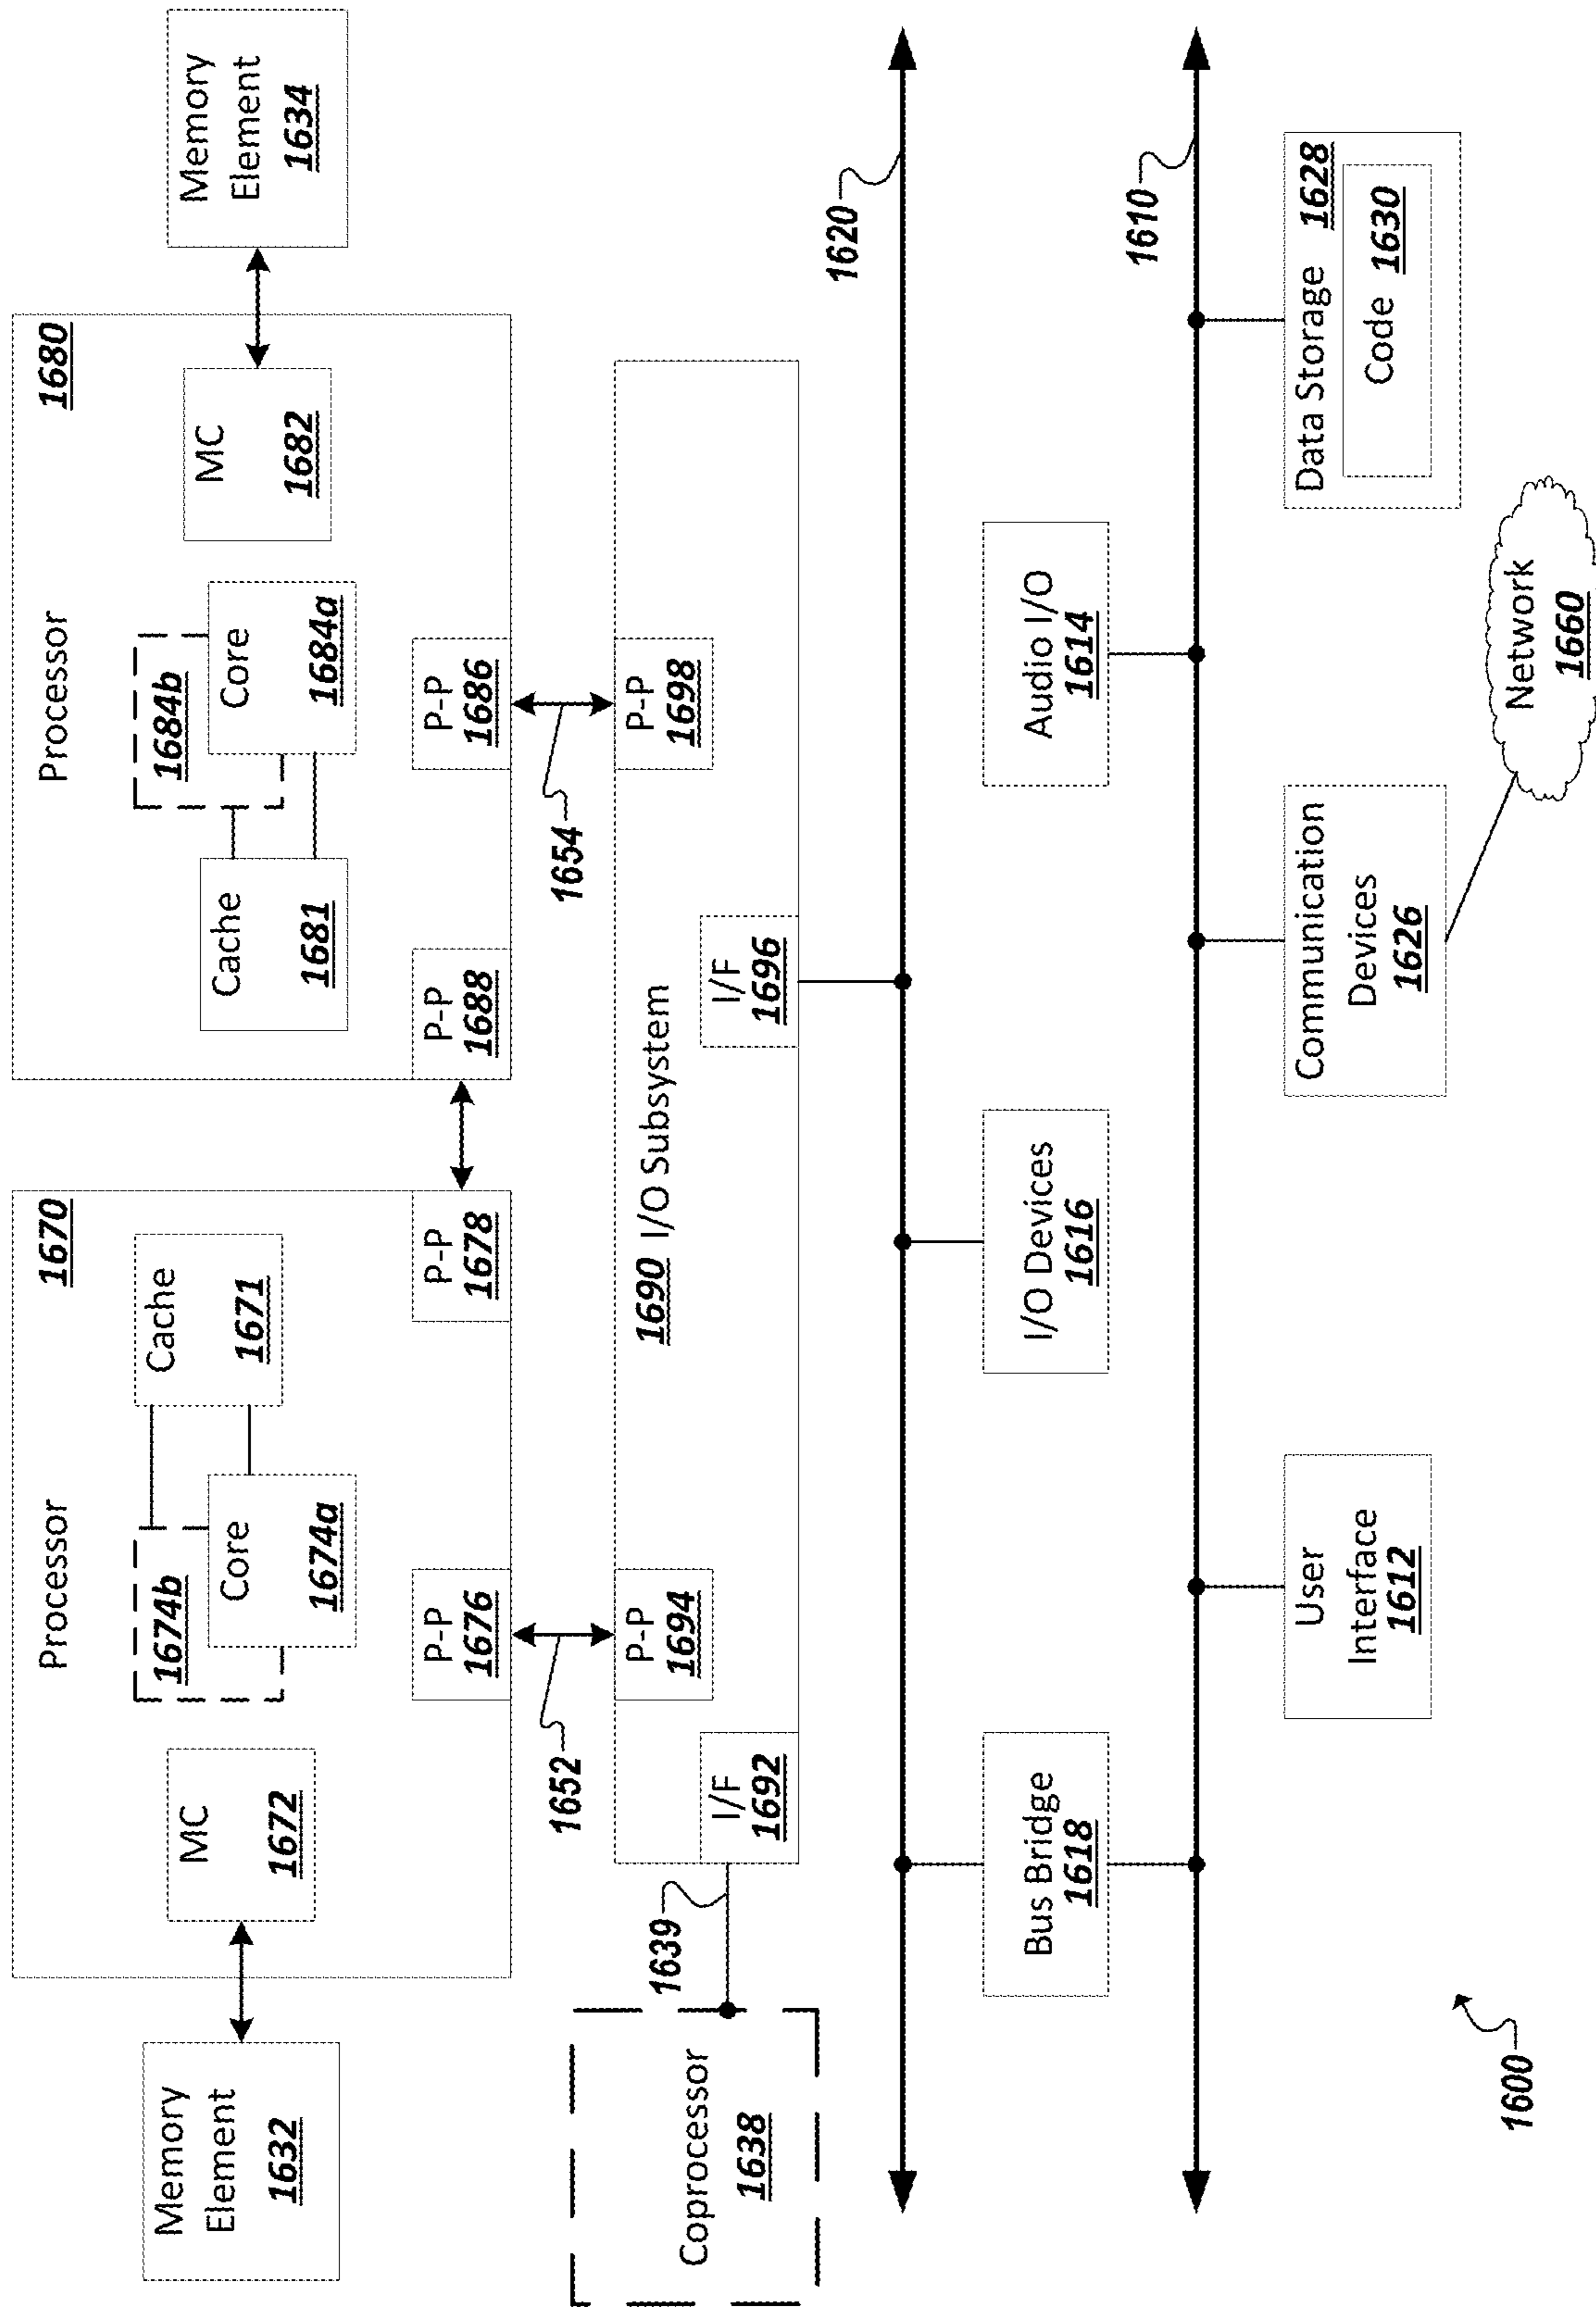 Processor
1670
Processor
1680
Memory
Element
1632
MC
1672
1674b
Core
1674a
Cache
1671
Cache
1681
1684b
Core
1684a
MC
1682
Memory
Element
1634
P-P
1676
P-P
1678
P-P
1688
P-P
1686
1652
1654
Coprocessor
1638
1639
I/F
1692
P-P
1694
1690 I/O Subsystem
I/F
1696
P-P
1698
1620
Bus Bridge
1618
I/O Devices
1616
Audio I/O
1614
1610
User
Interface
1612
Communication
Devices
1626
Data Storage 1628
Code 1630
Network
1660
1600